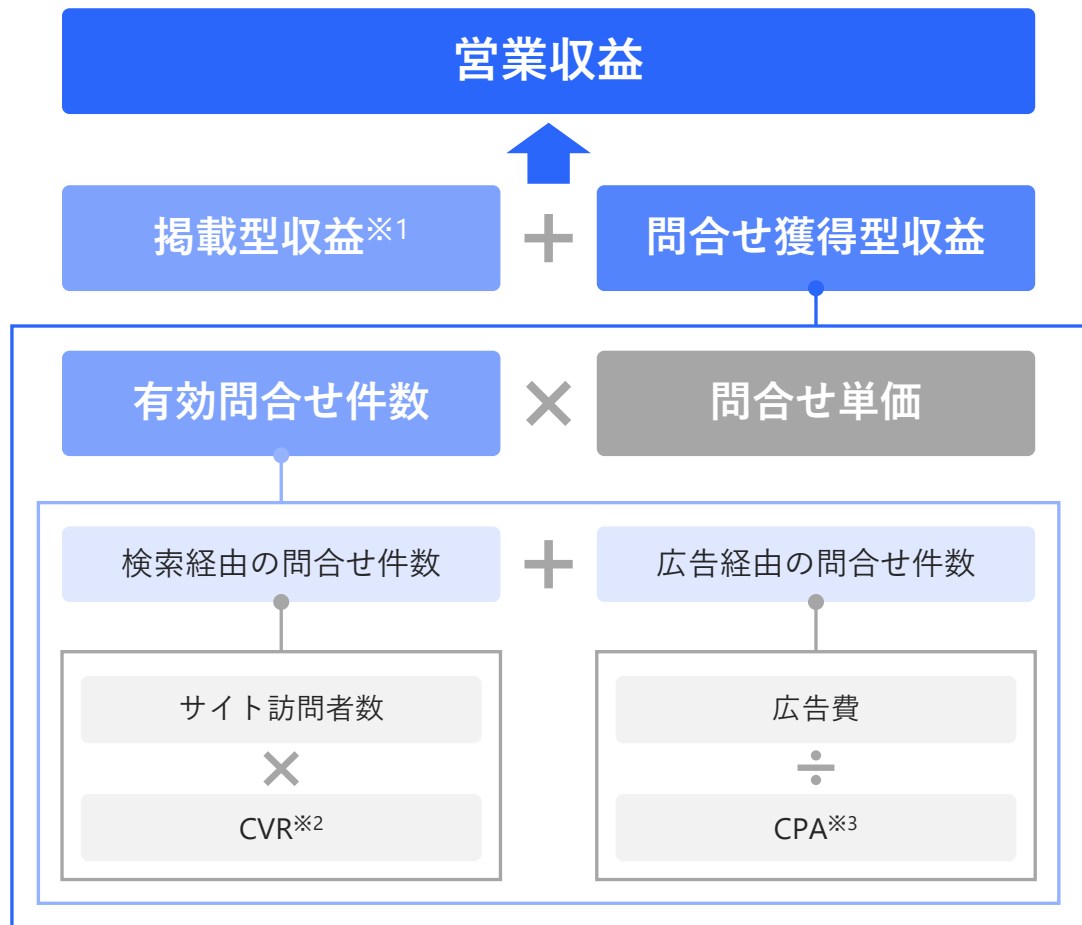 営業収益
掲載型収益※1 + 問合せ獲得型収益
有効問合せ件数 × 問合せ単価
検索経由の問合せ件数 + 広告経由の問合せ件数
サイト訪問者数
×
CVR※2
広告費
÷
CPA※3